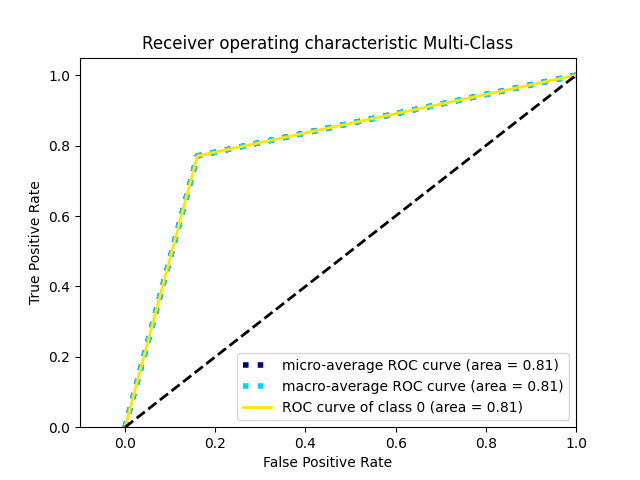 Receiver operating characteristic Multi-Class
1.0
0.8
0.6
0.4
0.2
0.0
True Positive Rate
micro-average ROC curve (area = 0.81)
macro-average ROC curve (area = 0.81)
ROC curve of class 0 (area = 0.81)
0.0 0.2 0.4 0.6 0.8 1.0
False Positive Rate